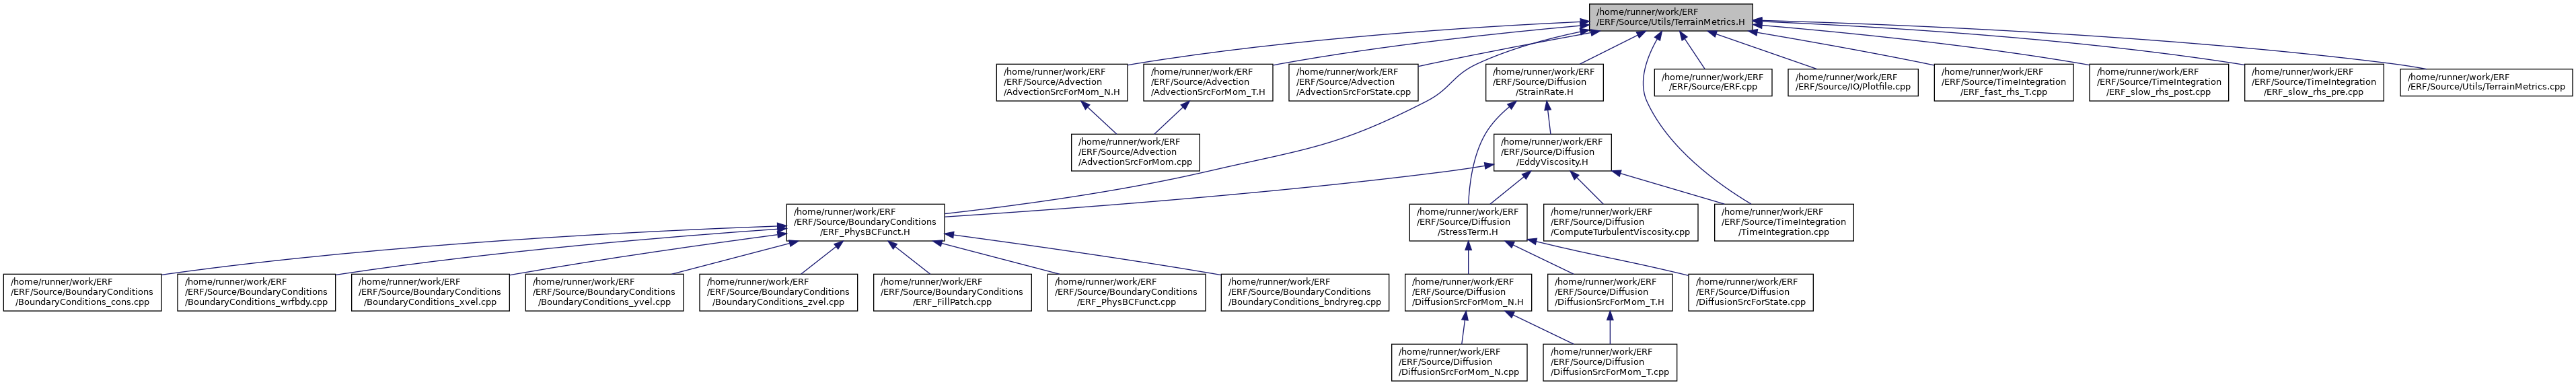 /home/runner/work/ERF
/ERF/Source/Utils/TerrainMetrics.H
/home/runner/work/ERF
/ERF/Source/Advection
/AdvectionSrcForMom_N.H
/home/runner/work/ERF
/ERF/Source/Advection
/AdvectionSrcForMom_T.H
/home/runner/work/ERF
/ERF/Source/Advection
/AdvectionSrcForState.cpp
/home/runner/work/ERF
/ERF/Source/Diffusion
/StrainRate.H
/home/runner/work/ERF
/ERF/Source/ERF.cpp
/home/runner/work/ERF
/ERF/Source/IO/Plotfile.cpp
/home/runner/work/ERF
/ERF/Source/TimeIntegration
/ERF_fast_rhs_T.cpp
/home/runner/work/ERF
/ERF/Source/TimeIntegration
/ERF_slow_rhs_post.cpp
/home/runner/work/ERF
/ERF/Source/TimeIntegration
/ERF_slow_rhs_pre.cpp
/home/runner/work/ERF
/ERF/Source/Utils/TerrainMetrics.cpp
/home/runner/work/ERF
/ERF/Source/Advection
/AdvectionSrcForMom.cpp
/home/runner/work/ERF
/ERF/Source/Diffusion
/EddyViscosity.H
/home/runner/work/ERF
/ERF/Source/BoundaryConditions
/ERF_PhysBCFunct.H
/home/runner/work/ERF
/ERF/Source/Diffusion
/StressTerm.H
/home/runner/work/ERF
/ERF/Source/Diffusion
/ComputeTurbulentViscosity.cpp
/home/runner/work/ERF
/ERF/Source/TimeIntegration
/TimeIntegration.cpp
/home/runner/work/ERF
/ERF/Source/BoundaryConditions
/BoundaryConditions_cons.cpp
/home/runner/work/ERF
/ERF/Source/BoundaryConditions
/BoundaryConditions_wrfbdy.cpp
/home/runner/work/ERF
/ERF/Source/BoundaryConditions
/BoundaryConditions_xvel.cpp
/home/runner/work/ERF
/ERF/Source/BoundaryConditions
/BoundaryConditions_yvel.cpp
/home/runner/work/ERF
/ERF/Source/BoundaryConditions
/BoundaryConditions_zvel.cpp
/home/runner/work/ERF
/ERF/Source/BoundaryConditions
/ERF_FillPatch.cpp
/home/runner/work/ERF
/ERF/Source/BoundaryConditions
/ERF_PhysBCFunct.cpp
/home/runner/work/ERF
/ERF/Source/BoundaryConditions
/BoundaryConditions_bndryreg.cpp
/home/runner/work/ERF
/ERF/Source/Diffusion
/DiffusionSrcForMom_N.H
/home/runner/work/ERF
/ERF/Source/Diffusion
/DiffusionSrcForMom_T.H
/home/runner/work/ERF
/ERF/Source/Diffusion
/DiffusionSrcForState.cpp
/home/runner/work/ERF
/ERF/Source/Diffusion
/DiffusionSrcForMom_N.cpp
/home/runner/work/ERF
/ERF/Source/Diffusion
/DiffusionSrcForMom_T.cpp